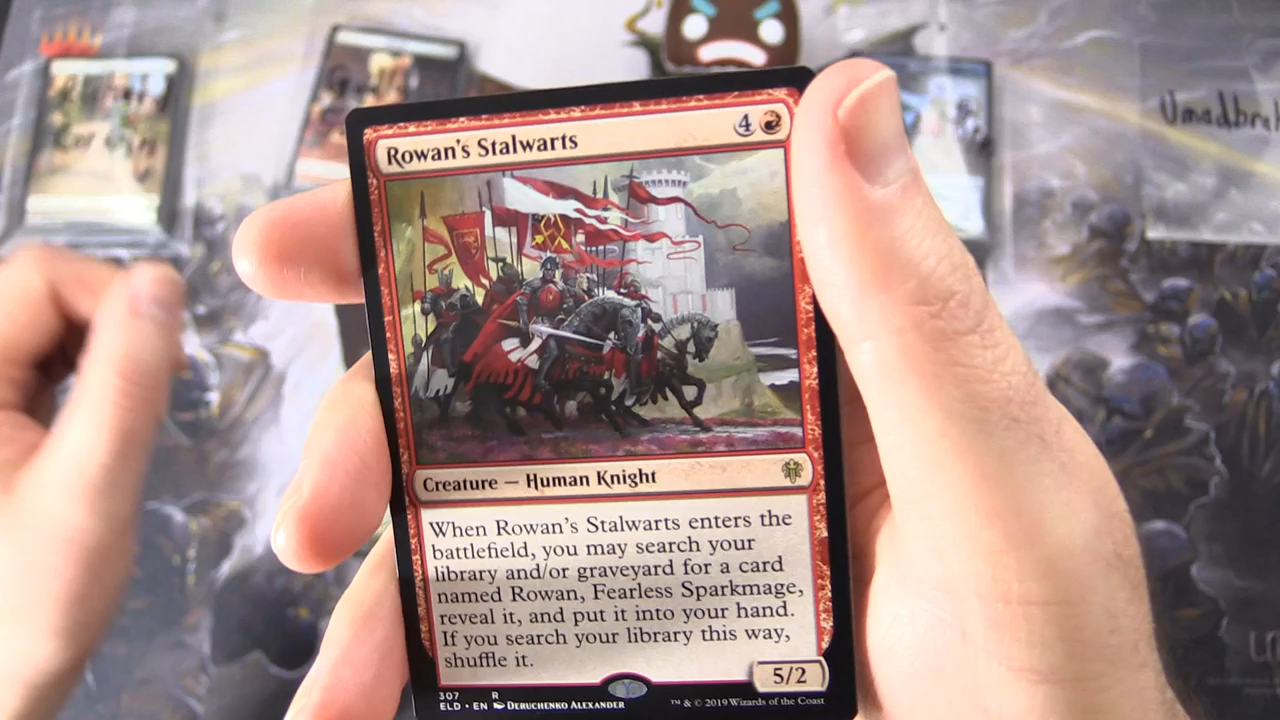 Rowan's Stalwarts
4
Creature — Human Knight
When Rowan's Stalwarts enters the
battlefield, you may search your
library and/or graveyard for a card
named Rowan, Fearless Sparkmage,
reveal it, and put it into your hand.
If you search your library this way,
shuffle it.
5/2
307 R
ELD • EN DERUCHENKO ALEXANDER
™ & © 2019 Wizards of the Coast